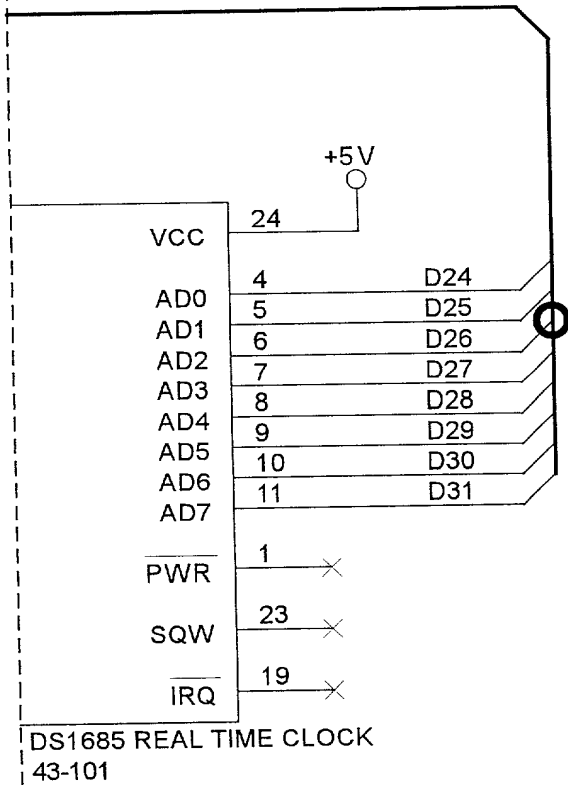 +5V
VCC 24
AD0 4 D24
AD1 5 D25
AD2 6 D26
AD3 7 D27
AD4 8 D28
AD5 9 D29
AD6 10 D30
AD7 11 D31
PWR 1
SQW 23
IRQ 19
DS1685 REAL TIME CLOCK
43-101